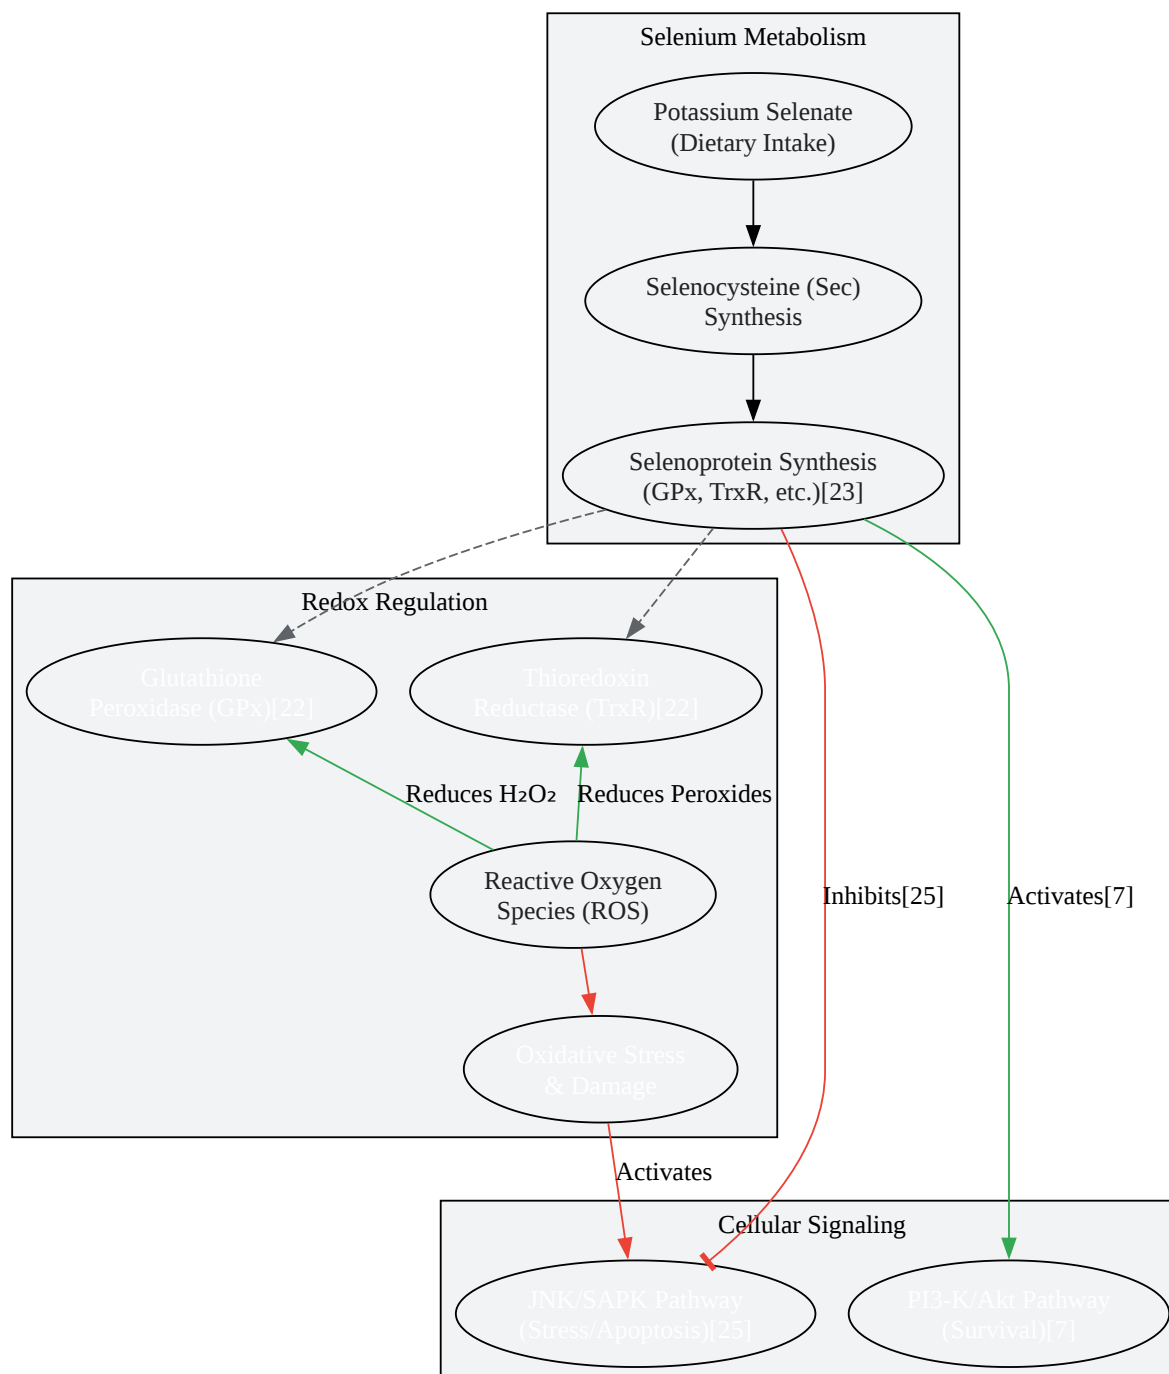 Selenium Metabolism
Potassium Selenate
(Dietary Intake)
Selenocysteine (Sec)
Synthesis
Selenoprotein Synthesis
(GPx, TrxR, etc.)[23]
Redox Regulation
Glutathione
Peroxidase (GPx)[22]
Thioredoxin
Reductase (TrxR)[22]
Reduces H₂O₂
Reduces Peroxides
Reactive Oxygen
Species (ROS)
Inhibits[25]
Activates[7]
Oxidative Stress
& Damage
Activates
Cellular Signaling
JNK/SAPK Pathway
(Stress/Apoptosis)[25]
PI3-K/Akt Pathway
(Survival)[7]